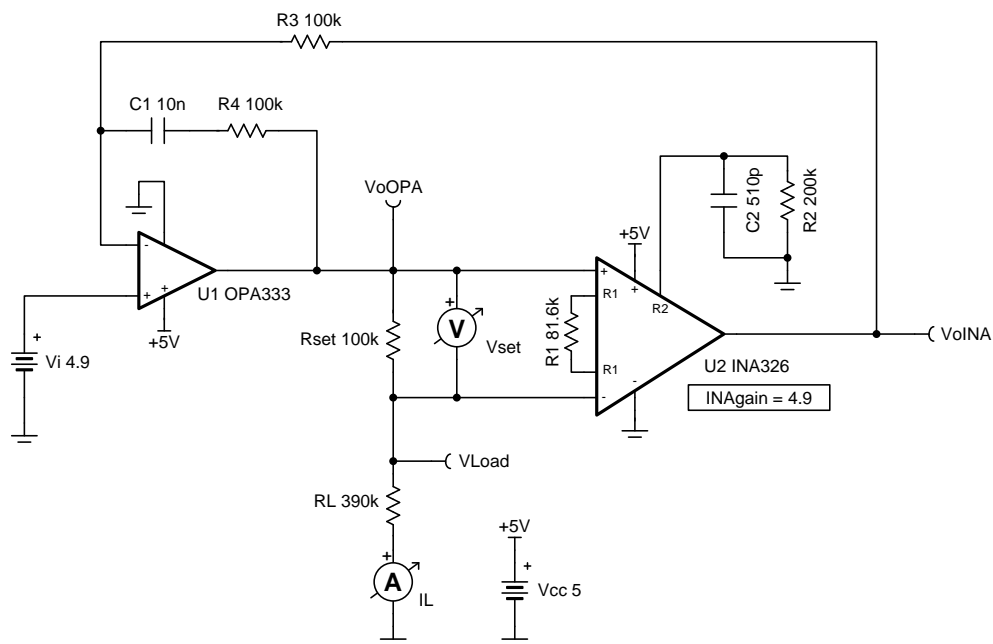 R3 100k
C1 10n
R4 100k
VoOPA
-
+
+
U1 OPA333
+5V
+
Vi 4.9
Rset 100k
+
V
Vset
VLoad
RL 390k
+
A
IL
+5V
+
Vcc 5
+5V
+
+
R1
R1 81.6k
R1
-
-
R2
C2 510p
R2 200k
VoINA
U2 INA326
INAgain = 4.9